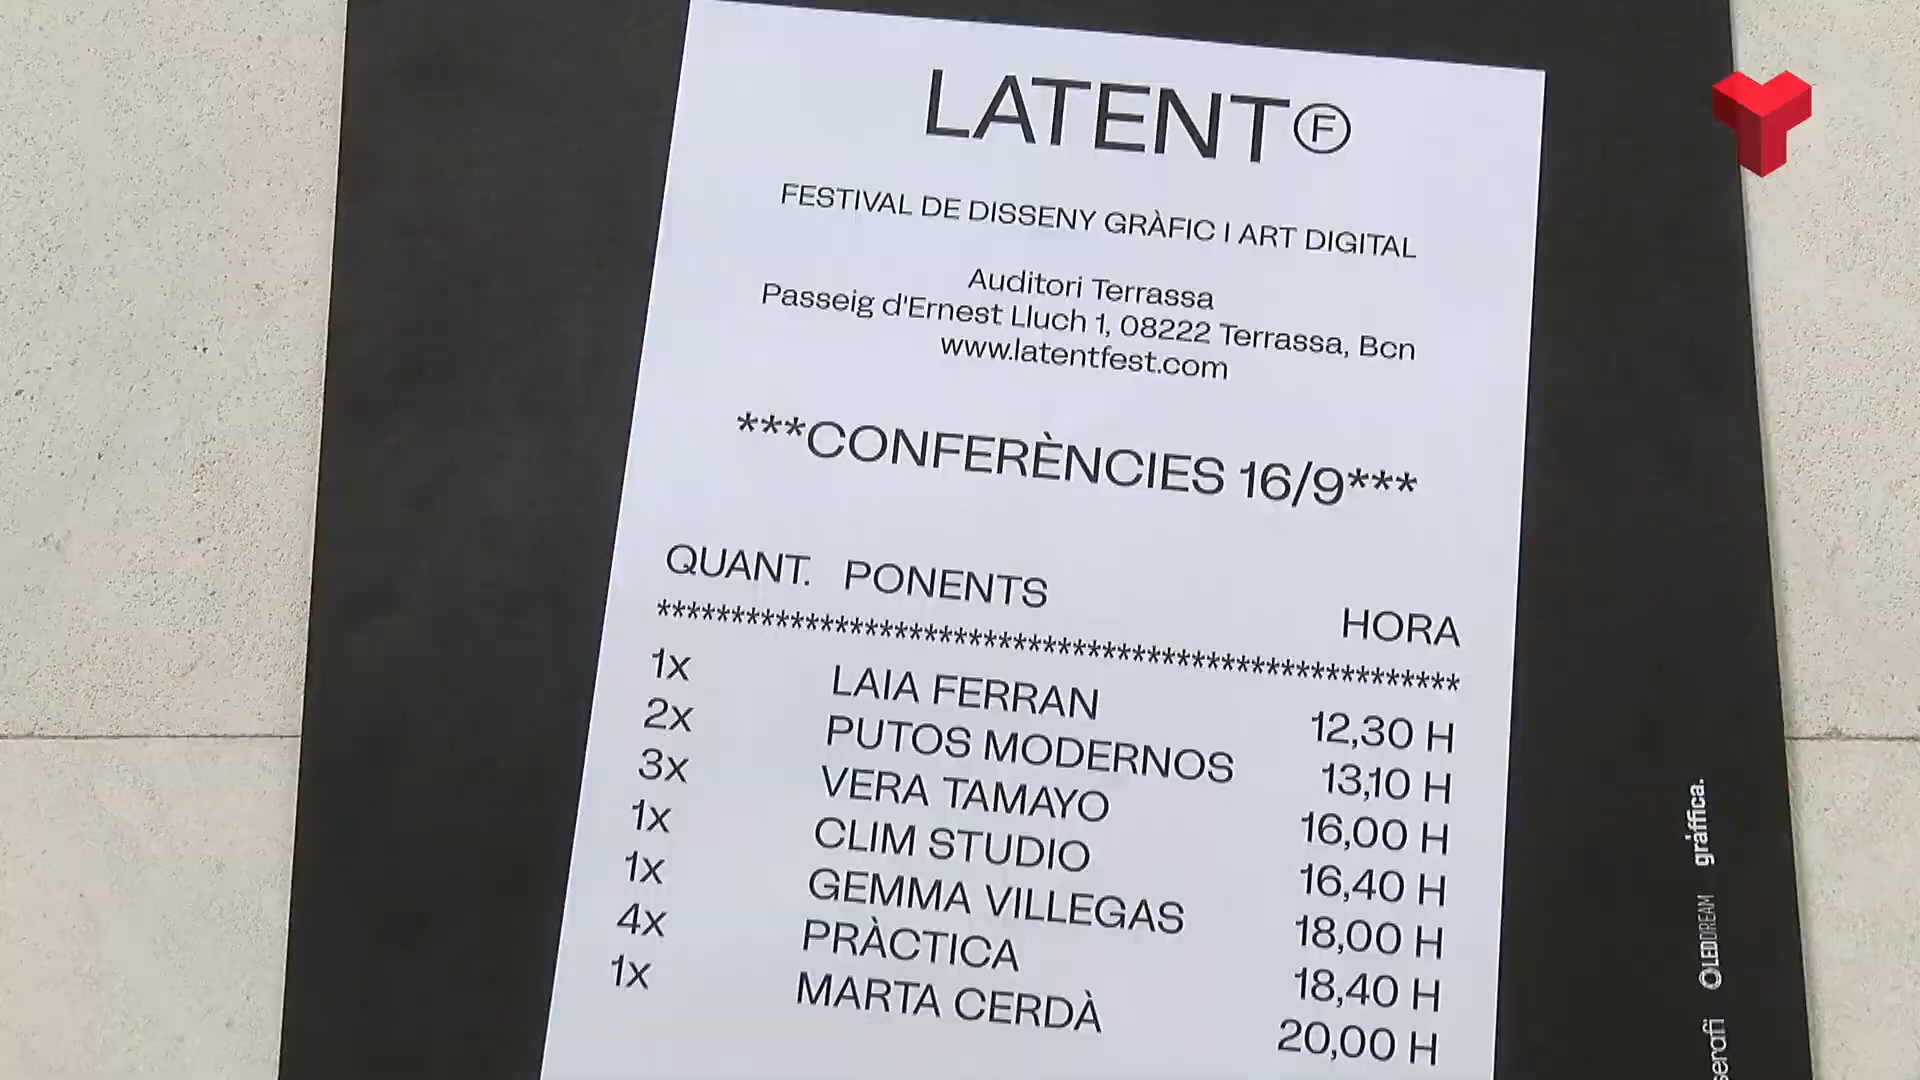 LATENT Ⓕ
FESTIVAL DE DISSENY GRÀFIC I ART DIGITAL
Auditori Terrassa
Passeig d'Ernest Lluch 1, 08222 Terrassa, Bcn
www.latentfest.com
***CONFERÈNCIES 16/9***
QUANT. PONENTS HORA
******************************************************
1x LAIA FERRAN 12,30 H
2x PUTOS MODERNOS 13,10 H
3x VERA TAMAYO 16,00 H
1x CLIM STUDIO 16,40 H
1x GEMMA VILLEGAS 18,00 H
4x PRÀCTICA 18,40 H
1x MARTA CERDÀ 20,00 H
gràffica.
OLEDDREAM